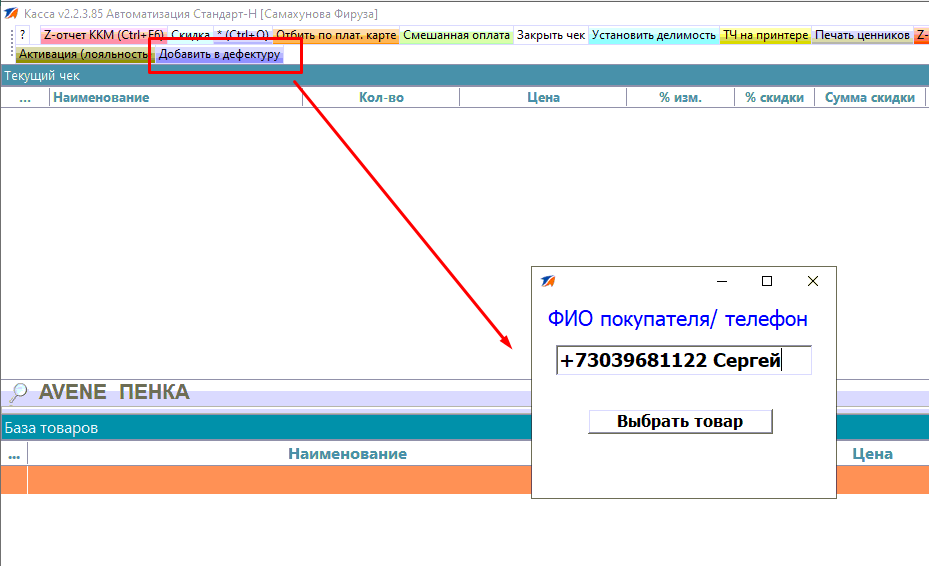 Касса v2.2.3.85 Автоматизация Стандарт-Н [Самахунова Фируза]
? Z-отчет ККМ (Ctrl+F6) Скидка * (Ctrl+O) Отбить по плат. карте Смешанная оплата Закрыть чек Установить делимость ТЧ на принтере Печать ценников Z-
Активация (лояльность Добавить в дефектуру
Текущий чек
... Наименование Кол-во Цена % изм. % скидки Сумма скидки
ФИО покупателя/ телефон
+73039681122 Сергей
AVENE ПЕНКА
Выбрать товар
База товаров
... Наименование Цена